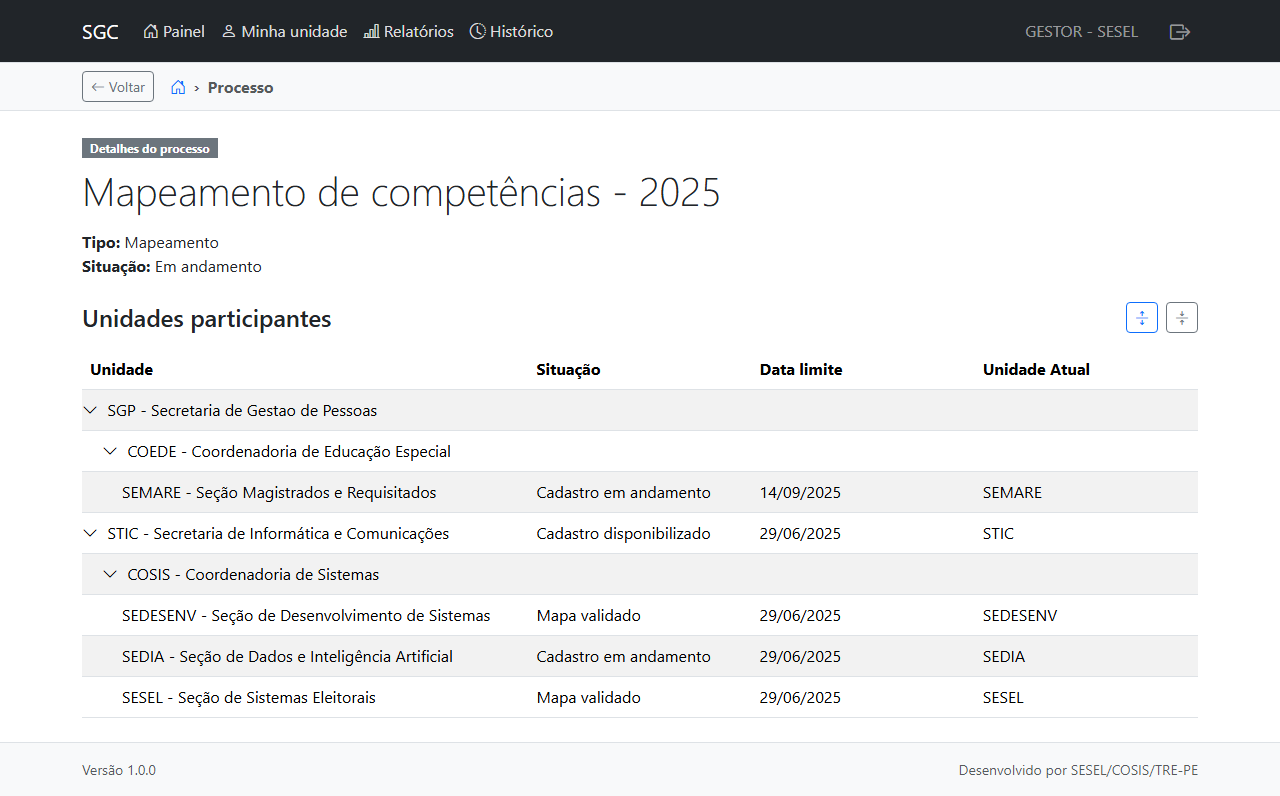 SGC Painel Minha unidade Relatórios Histórico GESTOR - SESEL
← Voltar › Processo
Detalhes do processo
Mapeamento de competências - 2025
Tipo: Mapeamento
Situação: Em andamento
Unidades participantes
Unidade Situação Data limite Unidade Atual
SGP - Secretaria de Gestao de Pessoas
COEDE - Coordenadoria de Educação Especial
SEMARE - Seção Magistrados e Requisitados Cadastro em andamento 14/09/2025 SEMARE
STIC - Secretaria de Informática e Comunicações Cadastro disponibilizado 29/06/2025 STIC
COSIS - Coordenadoria de Sistemas
SEDESENV - Seção de Desenvolvimento de Sistemas Mapa validado 29/06/2025 SEDESENV
SEDIA - Seção de Dados e Inteligência Artificial Cadastro em andamento 29/06/2025 SEDIA
SESEL - Seção de Sistemas Eleitorais Mapa validado 29/06/2025 SESEL
Versão 1.0.0 Desenvolvido por SESEL/COSIS/TRE-PE